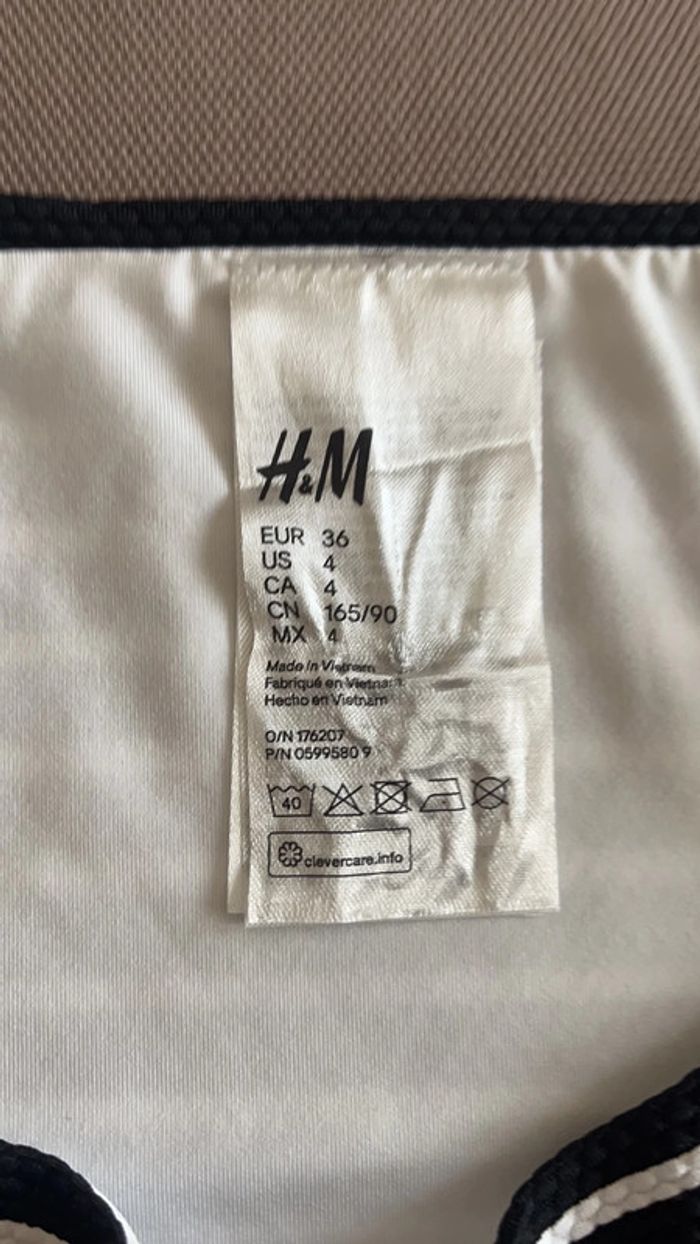 H&M
EUR 36
US 4
CA 4
CN 165/90
MX 4
Made in Vietnam
Fabriqué en Vietnam
Hecho en Vietnam
O/N 176207
P/N 0599580 9
40
clevercare.info